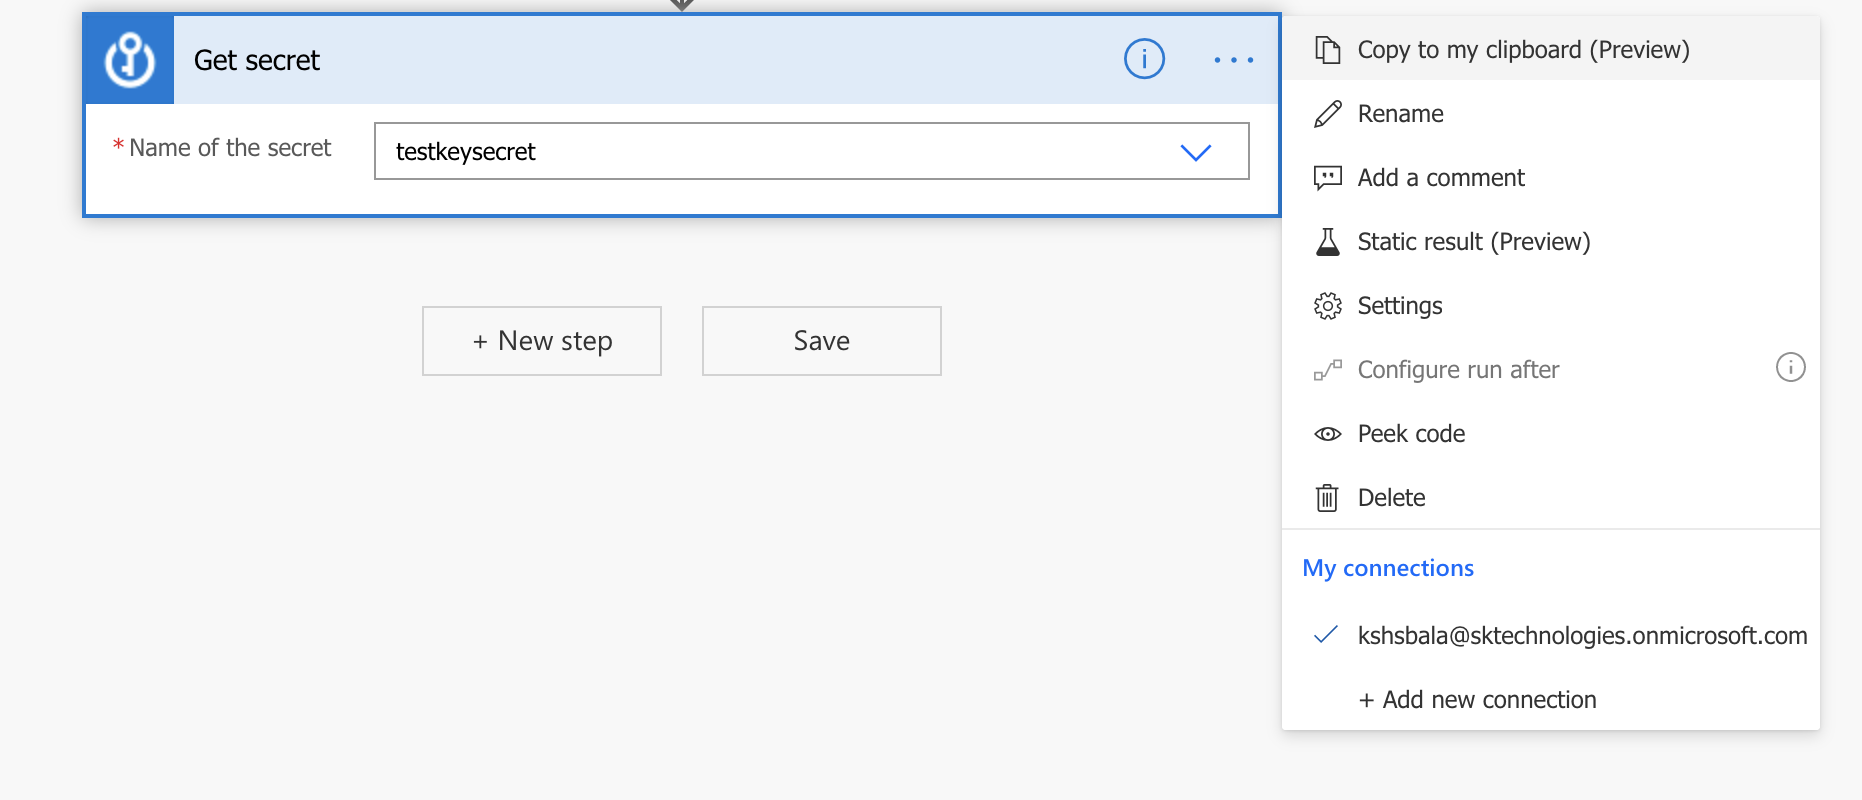 Get secret
* Name of the secret
testkeysecret
+ New step
Save
Copy to my clipboard (Preview)
Rename
Add a comment
Static result (Preview)
Settings
Configure run after
Peek code
Delete
My connections
kshsbala@sktechnologies.onmicrosoft.com
+ Add new connection